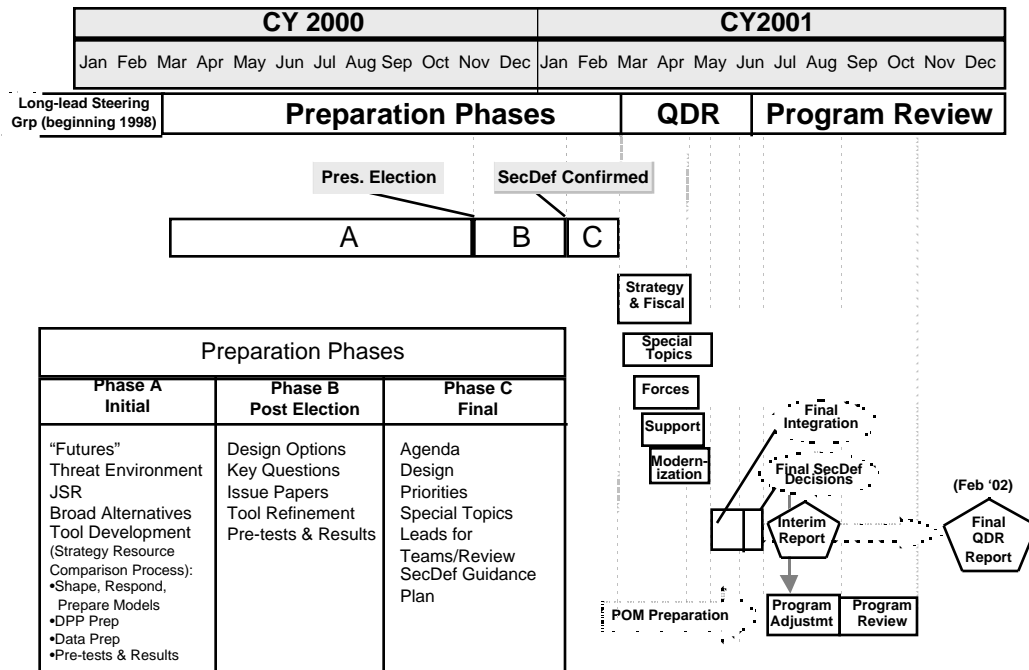 CY 2000 CY2001
Jan Feb Mar Apr May Jun Jul Aug Sep Oct Nov Dec Jan Feb Mar Apr May Jun Jul Aug Sep Oct Nov Dec
Long-lead Steering
Grp (beginning 1998)
Preparation Phases QDR Program Review
Pres. Election SecDef Confirmed
A B C
Strategy
& Fiscal
Special
Topics
Forces
Support
Modern-
ization
Final
Integration
Final SecDef
Decisions
Interim
Report
(Feb ‘02)
Final
QDR
Report
POM Preparation
Program
Adjustmt
Program
Review
Preparation Phases
Phase A
Initial
“Futures”
Threat Environment
JSR
Broad Alternatives
Tool Development
(Strategy Resource
Comparison Process):
•Shape, Respond,
Prepare Models
•DPP Prep
•Data Prep
•Pre-tests & Results
Phase B
Post Election
Design Options
Key Questions
Issue Papers
Tool Refinement
Pre-tests & Results
Phase C
Final
Agenda
Design
Priorities
Special Topics
Leads for
Teams/Review
SecDef Guidance
Plan